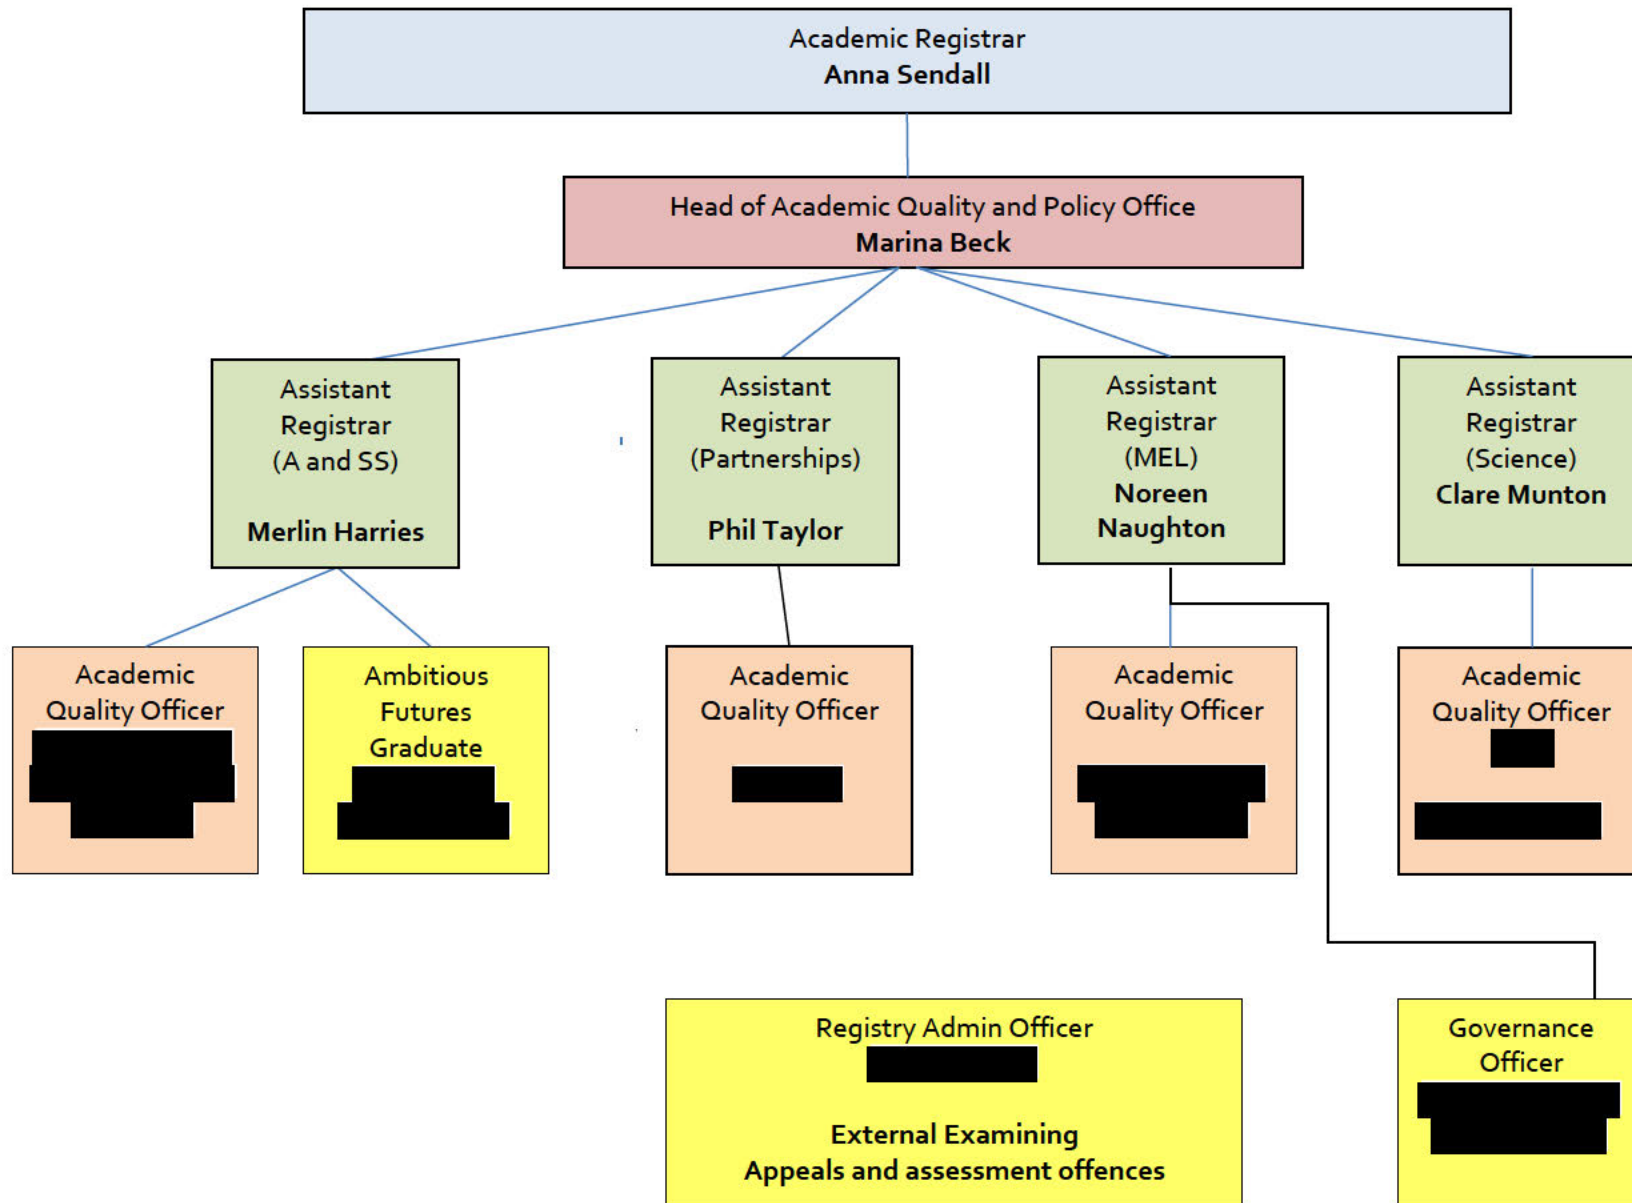 Academic Registrar
Anna Sendall
Head of Academic Quality and Policy Office
Marina Beck
Assistant
Registrar
(A and SS)
Merlin Harries
Assistant
Registrar
(Partnerships)
Phil Taylor
Assistant
Registrar
(MEL)
Noreen
Naughton
Assistant
Registrar
(Science)
Clare Munton
Academic
Quality Officer
Ambitious
Futures
Graduate
Academic
Quality Officer
Academic
Quality Officer
Academic
Quality Officer
Registry Admin Officer
External Examining
Appeals and assessment offences
Governance
Officer